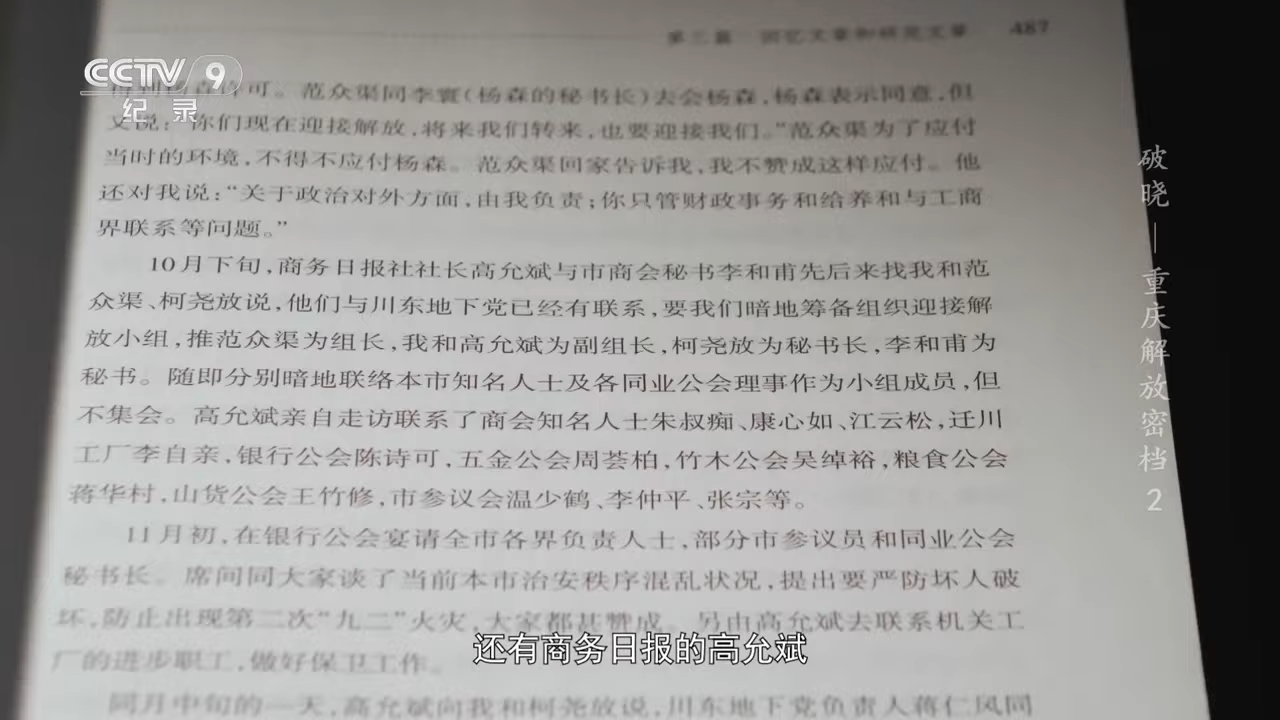 第三篇 回忆文章和研究文章 487
CCTV 9
纪录
得到杨森许可。范众渠同李寰(杨森的秘书长)去会杨森,杨森表示同意,但
又说:“你们现在迎接解放,将来我们转来,也要迎接我们。”范众渠为了应付
当时的环境,不得不应付杨森。范众渠回家告诉我,我不赞成这样应付。他
还对我说:“关于政治对外方面,由我负责;你只管财政事务和给养和与工商
界联系等问题。”
10月下旬,商务日报社社长高允斌与市商会秘书李和甫先后来找我和范
众渠、柯尧放说,他们与川东地下党已经有联系,要我们暗地筹备组织迎接解
放小组,推范众渠为组长,我和高允斌为副组长,柯尧放为秘书长,李和甫为
秘书。随即分别暗地联络本市知名人士及各同业公会理事作为小组成员,但
不集会。高允斌亲自走访联系了商会知名人士朱叔痴、康心如、江云松,迁川
工厂李自亲,银行公会陈诗可,五金公会周荟柏,竹木公会吴绰裕,粮食公会
蒋华村,山货公会王竹修,市参议会温少鹤、李仲平、张宗等。
11月初,在银行公会宴请全市各界负责人士,部分市参议员和同业公会
秘书长。席间同大家谈了当前本市治安秩序混乱状况,提出要严防坏人破
坏,防止出现第二次“九二”火灾,大家都甚赞成。另由高允斌去联系机关工
厂的进步职工,做好保卫工作。
同月中旬的一天,高允斌向我和柯尧放说,川东地下党负责人蒋仁风同
还有商务日报的高允斌
破晓—重庆解放密档2